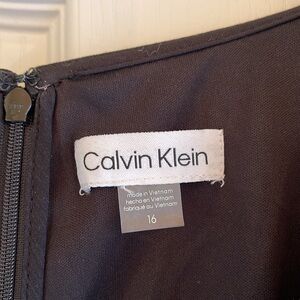 Calvin Klein
made in Vietnam
hecho en Vietnam
fabriqué au Vietnam
16